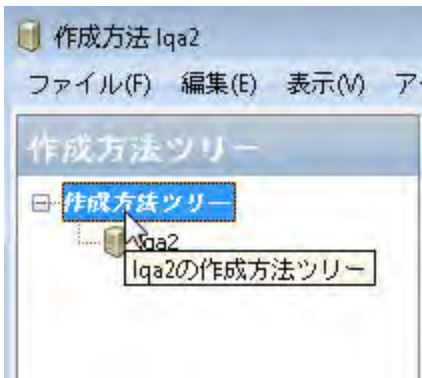 作成方法 lqa2
ファイル(F) 編集(E) 表示(V) ア
作成方法ツリー
作成方法ツリー
lqa2
lqa2の作成方法ツリー